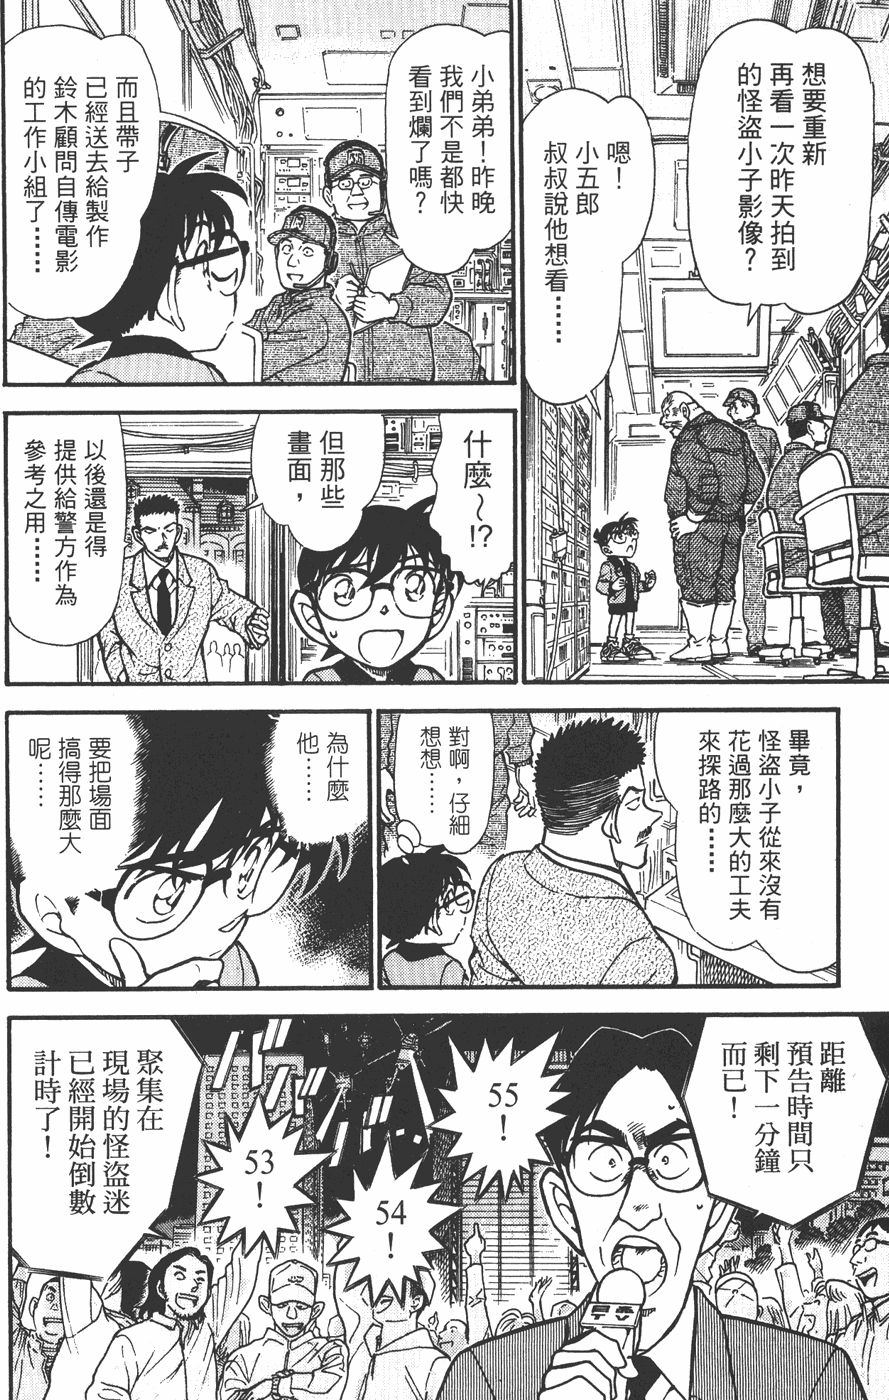 想要重新
再看一次昨天拍到
的怪盜小子影像？
嗯！
小五郎
叔叔說他想看……
小弟弟！昨晚
我們不是都快
看到爛了嗎？
而且帶子
已經送去給製作
鈴木顧問自傳電影
的工作小組了……
什麼～!?
但那些
畫面，
以後還是得
提供給警方作為
參考之用……
畢竟，
怪盜小子從來沒有
花過那麼大的工夫
來探路的……
對啊，仔細
想想……
為什麼
他……
要把場面
搞得那麼大
呢……
距離
預告時間只
剩下一分鐘
而已！
55！
54！
53！
聚集在
現場的怪盜迷
已經開始倒數
計時了！